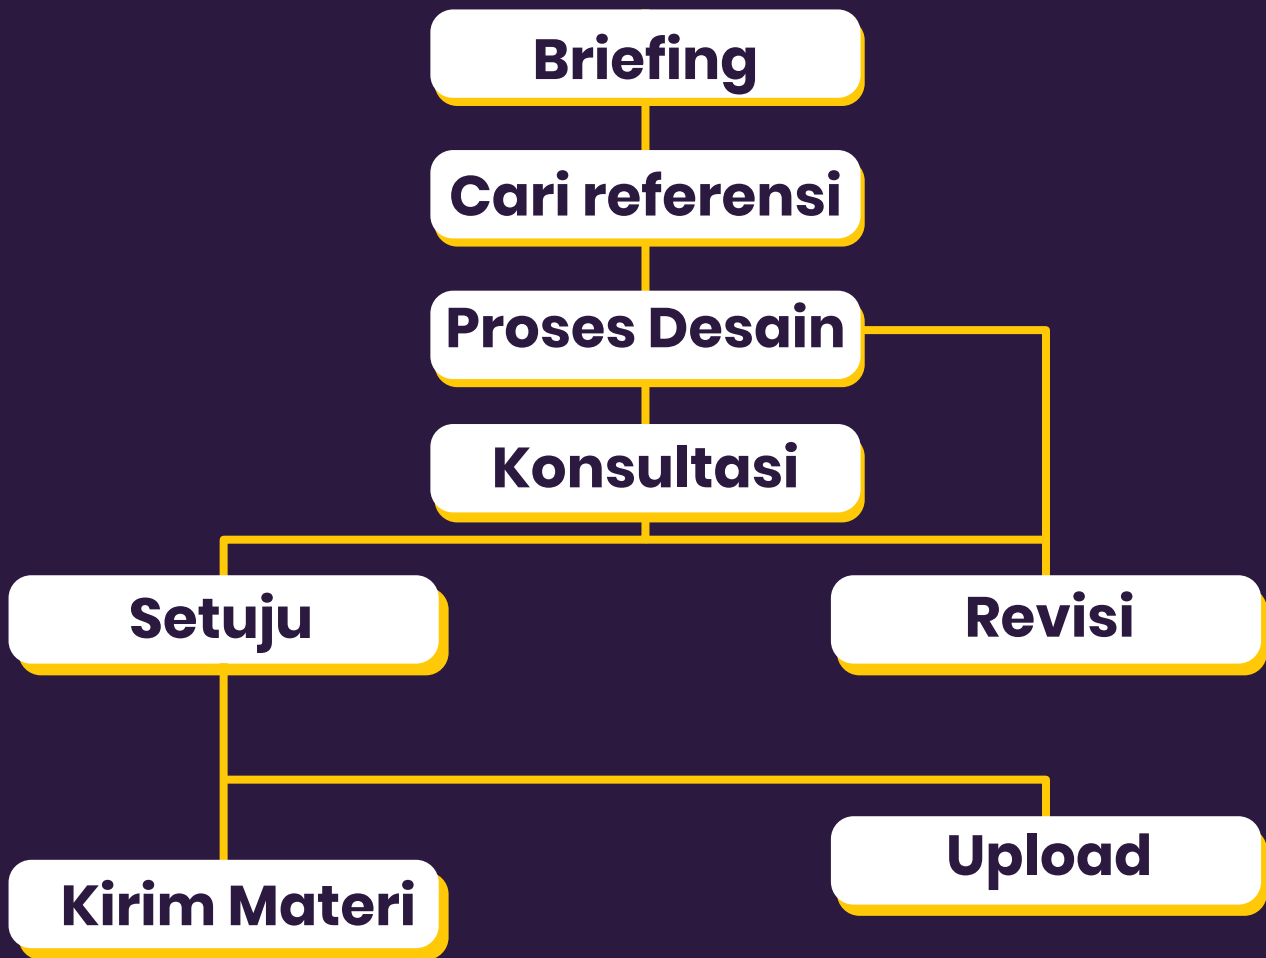 Briefing
Cari referensi
Proses Desain
Konsultasi
Setuju
Revisi
Upload
Kirim Materi